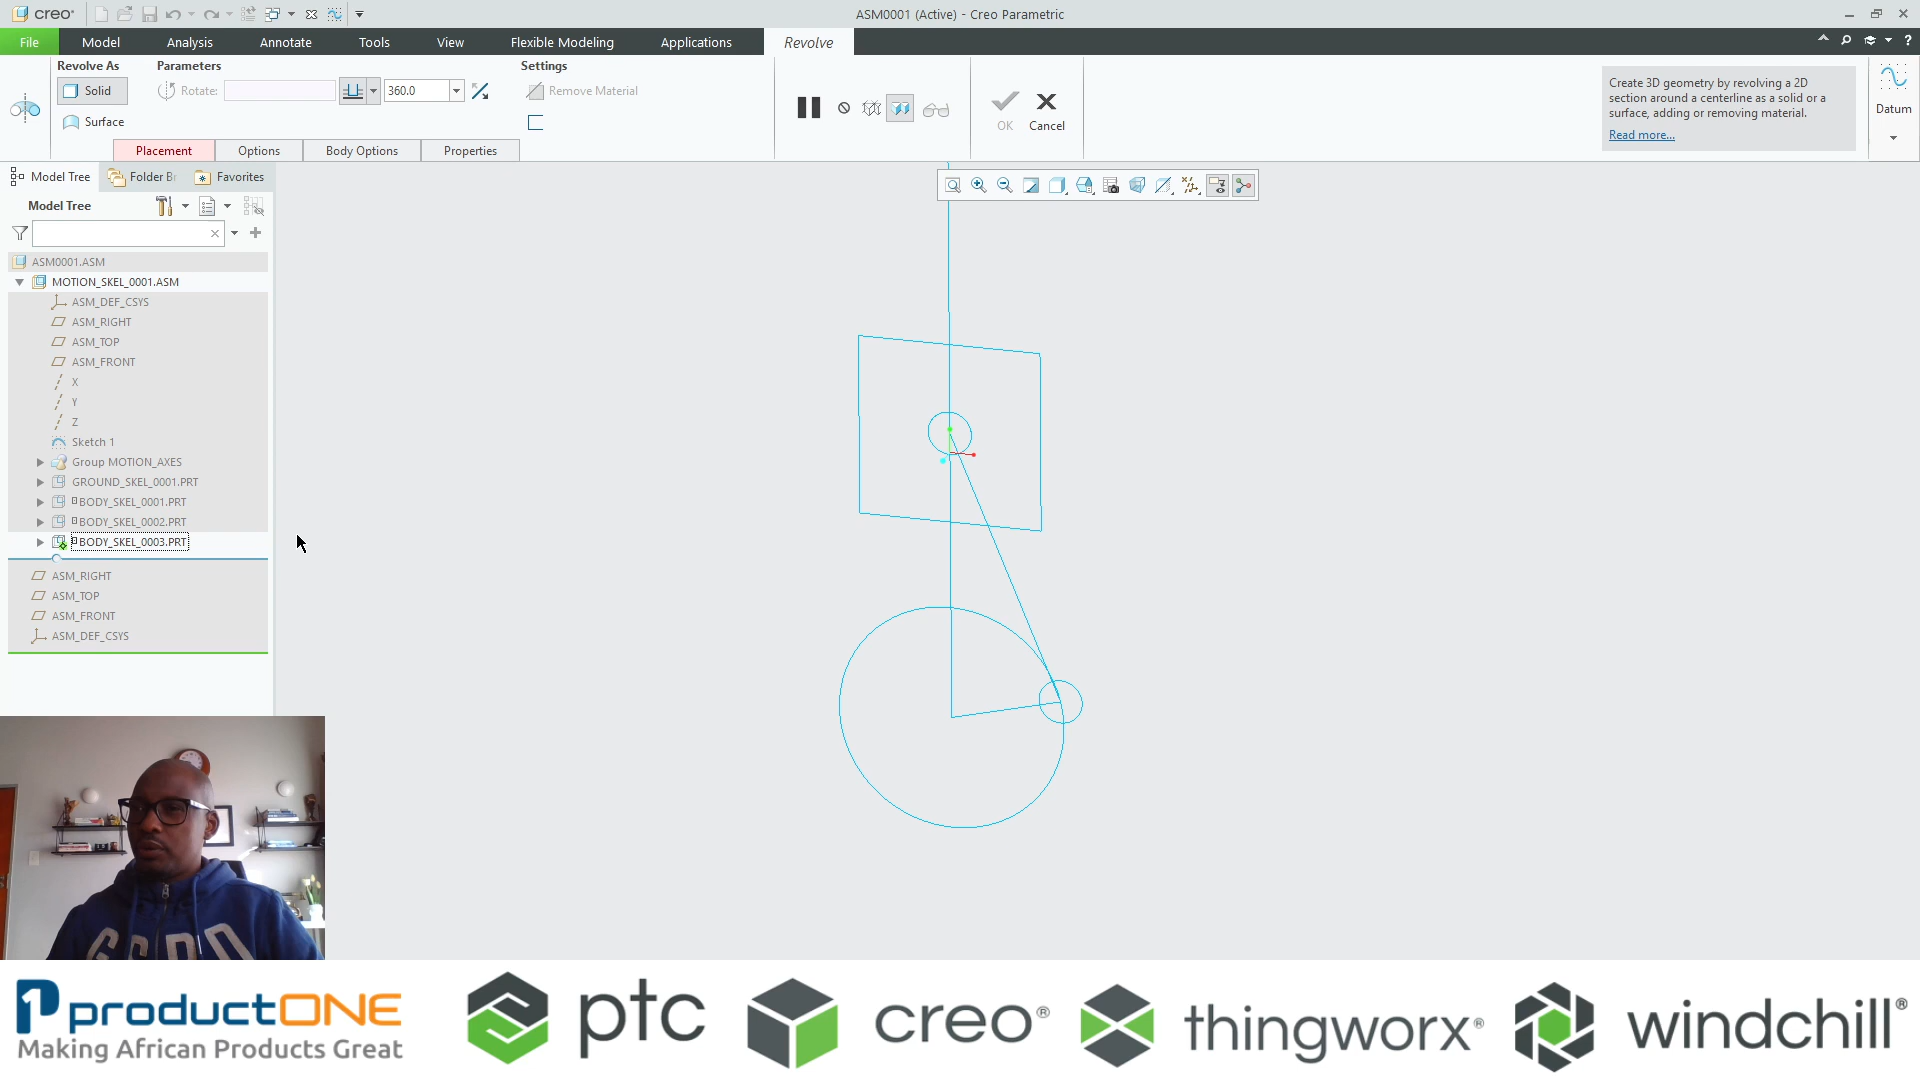 creo®
ASM0001 (Active) - Creo Parametric
File
Model
Analysis
Annotate
Tools
View
Flexible Modeling
Applications
Revolve
?
Revolve As
Parameters
Settings
Solid
Rotate:
360.0
Remove Material
Surface
OK
Cancel
Create 3D geometry by revolving a 2D
section around a centerline as a solid or a
surface, adding or removing material.
Read more...
Datum
Placement
Options
Body Options
Properties
Model Tree
Folder Br
Favorites
Model Tree
ASM0001.ASM
MOTION_SKEL_0001.ASM
ASM_DEF_CSYS
ASM_RIGHT
ASM_TOP
ASM_FRONT
X
Y
Z
Sketch 1
Group MOTION_AXES
GROUND_SKEL_0001.PRT
BODY_SKEL_0001.PRT
BODY_SKEL_0002.PRT
BODY_SKEL_0003.PRT
ASM_RIGHT
ASM_TOP
ASM_FRONT
ASM_DEF_CSYS
productONE
Making African Products Great
ptc
creo®
thingworx®
windchill®